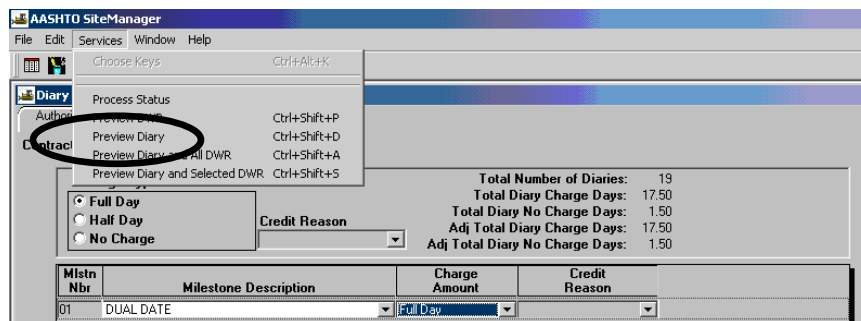 AASHTO SiteManager
File Edit Services Window Help
Choose Keys Ctrl+Alt+K
Process Status
Diary
Preview DWR Ctrl+Shift+P
Preview Diary Ctrl+Shift+D
Preview Diary and All DWR Ctrl+Shift+A
Preview Diary and Selected DWR Ctrl+Shift+S
Contract
Total Number of Diaries: 19
Total Diary Charge Days: 17.50
Total Diary No Charge Days: 1.50
Adj Total Diary Charge Days: 17.50
Adj Total Diary No Charge Days: 1.50
Full Day
Half Day
No Charge
Credit Reason
Mlstn Nbr Milestone Description Charge Amount Credit Reason
01 DUAL DATE Full Day